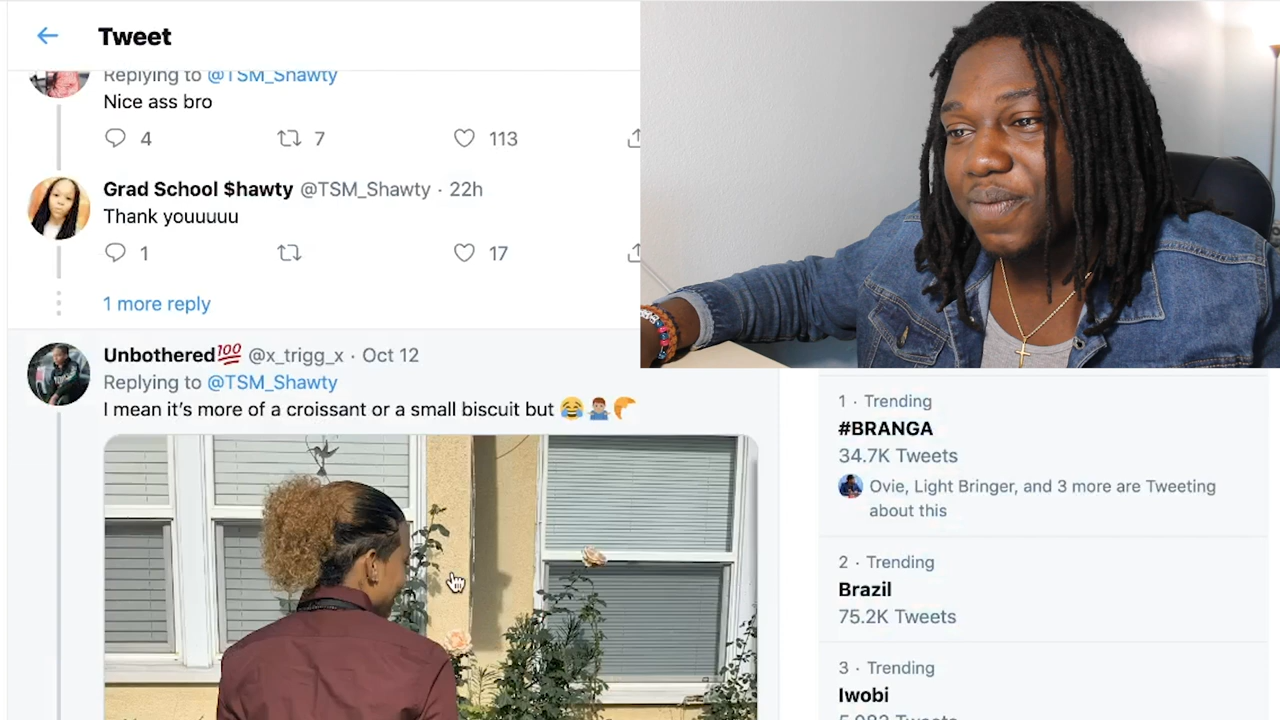 Tweet
Replying to @TSM_Shawty
Nice ass bro
4 7 113
Grad School $hawty @TSM_Shawty · 22h
Thank youuuuu
1 17
1 more reply
Unbothered💯 @x_trigg_x · Oct 12
Replying to @TSM_Shawty
I mean it’s more of a croissant or a small biscuit but 😂🤷🏽‍♂️🥐
1 · Trending
#BRANGA
34.7K Tweets
Ovie, Light Bringer, and 3 more are Tweeting
about this
2 · Trending
Brazil
75.2K Tweets
3 · Trending
Iwobi